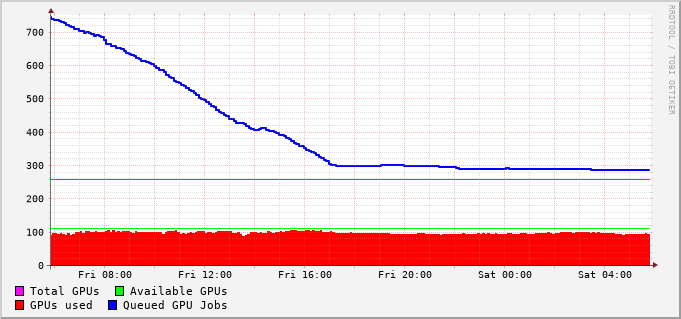 RRDTOOL / TOBI OETIKER
700
600
500
400
300
200
100
0
Fri 08:00 Fri 12:00 Fri 16:00 Fri 20:00 Sat 00:00 Sat 04:00
Total GPUs Available GPUs
GPUs used Queued GPU Jobs